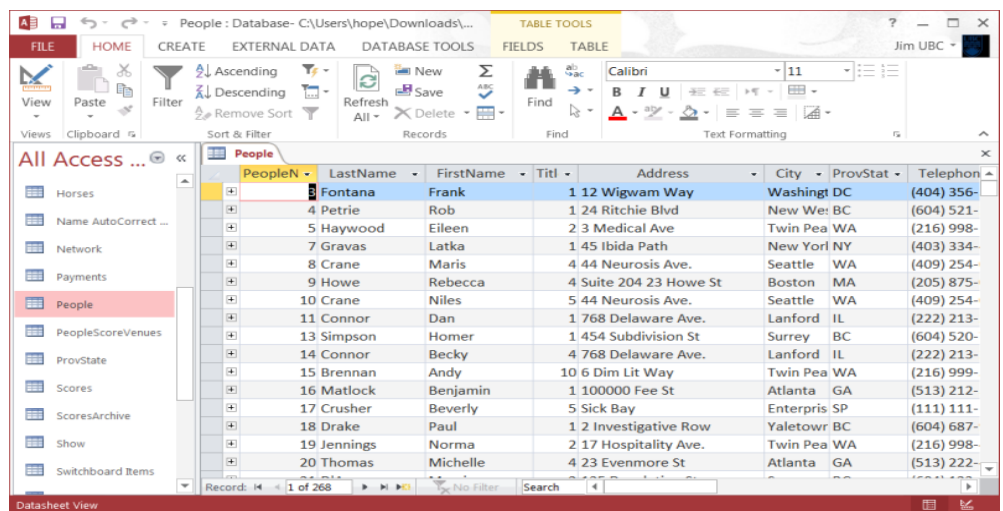 People : Database- C:\Users\hope\Downloads\... TABLE TOOLS ?
FILE HOME CREATE EXTERNAL DATA DATABASE TOOLS FIELDS TABLE Jim UBC
View Paste Filter Ascending Descending Remove Sort Refresh All New Save Delete Find Calibri 11
B I U
Views Clipboard Sort & Filter Records Find Text Formatting
All Access ... People
PeopleN LastName FirstName Titl Address City ProvStat Telephon
Horses
Name AutoCorrect ...
Network
Payments
People
PeopleScoreVenues
ProvState
Scores
ScoresArchive
Show
Switchboard Items
3 Fontana Frank 1 12 Wigwam Way Washingt DC (404) 356-
4 Petrie Rob 1 24 Ritchie Blvd New We: BC (604) 521-
5 Haywood Eileen 2 3 Medical Ave Twin Pea WA (216) 998-
7 Gravas Latka 1 45 Ibida Path New Yorl NY (403) 334-
8 Crane Maris 4 44 Neurosis Ave. Seattle WA (409) 254-
9 Howe Rebecca 4 Suite 204 23 Howe St Boston MA (205) 875-
10 Crane Niles 5 44 Neurosis Ave. Seattle WA (409) 254-
11 Connor Dan 1 768 Delaware Ave. Lanford IL (222) 213-
13 Simpson Homer 1 454 Subdivision St Surrey BC (604) 520-
14 Connor Becky 4 768 Delaware Ave. Lanford IL (222) 213-
15 Brennan Andy 10 6 Dim Lit Way Twin Pea WA (216) 999-
16 Matlock Benjamin 1 100000 Fee St Atlanta GA (513) 212-
17 Crusher Beverly 5 Sick Bay Enterpris SP (111) 111-
18 Drake Paul 1 2 Investigative Row Yaletowr BC (604) 687-
19 Jennings Norma 2 17 Hospitality Ave. Twin Pea WA (216) 998-
20 Thomas Michelle 4 23 Evenmore St Atlanta GA (513) 222-
Record: 1 of 268 No Filter Search
Datasheet View